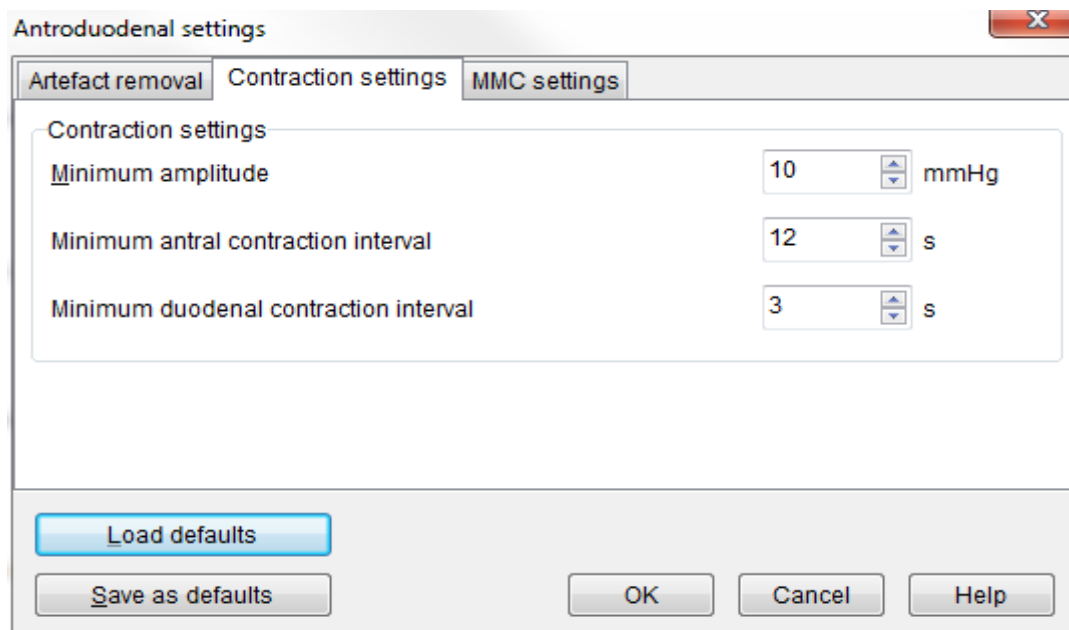 Antroduodenal settings
x
Artefact removal Contraction settings MMC settings
Contraction settings
Minimum amplitude 10 mmHg
Minimum antral contraction interval 12 s
Minimum duodenal contraction interval 3 s
Load defaults
Save as defaults OK Cancel Help